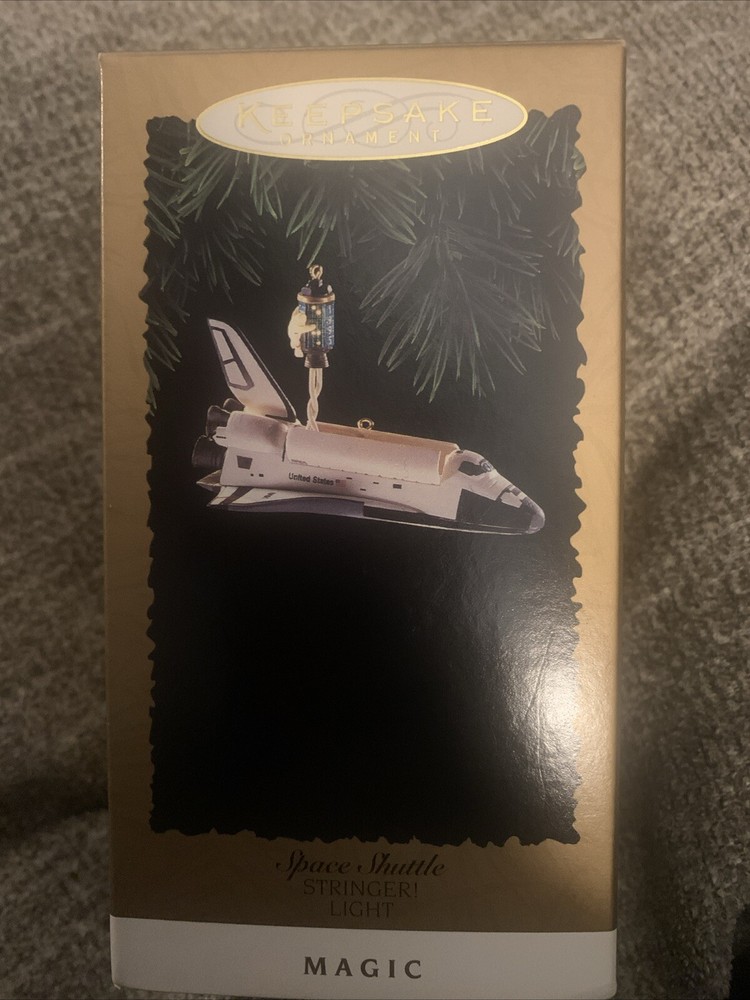 KEEPSAKE
ORNAMENT
United States
Space Shuttle
STRINGER!
LIGHT
MAGIC